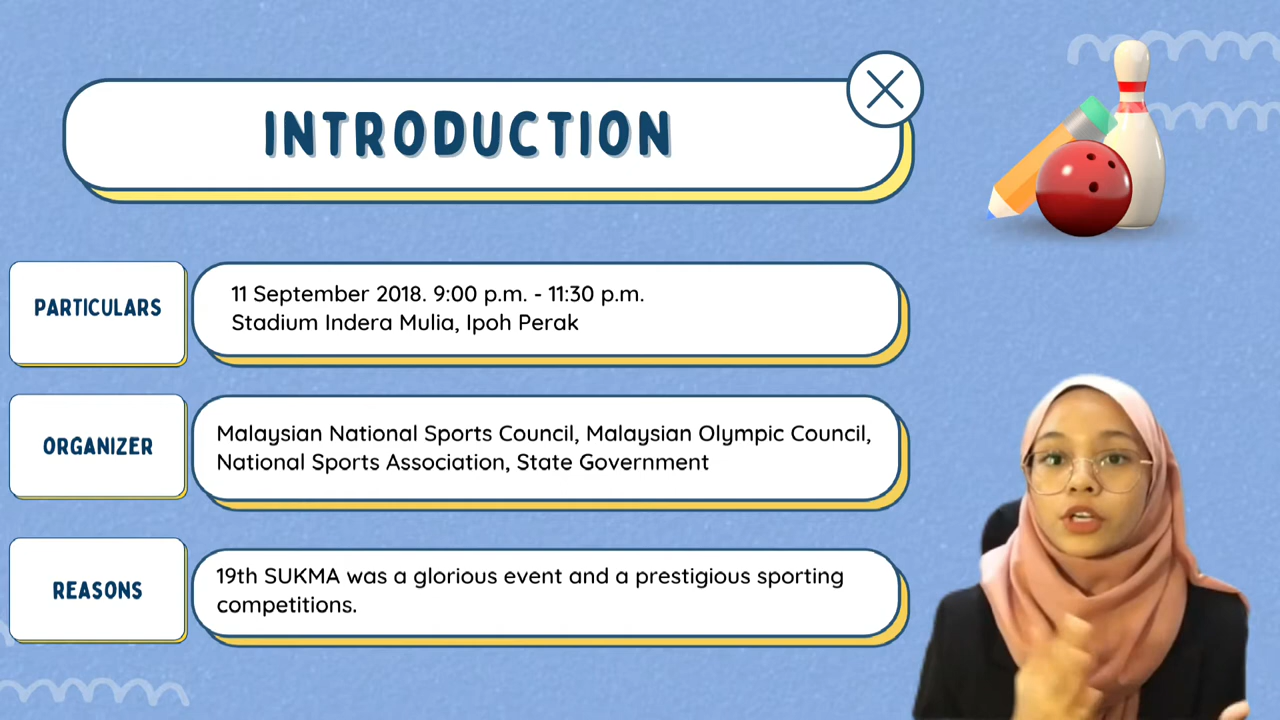 INTRODUCTION
PARTICULARS
11 September 2018. 9:00 p.m. - 11:30 p.m.
Stadium Indera Mulia, Ipoh Perak
ORGANIZER
Malaysian National Sports Council, Malaysian Olympic Council,
National Sports Association, State Government
REASONS
19th SUKMA was a glorious event and a prestigious sporting
competitions.